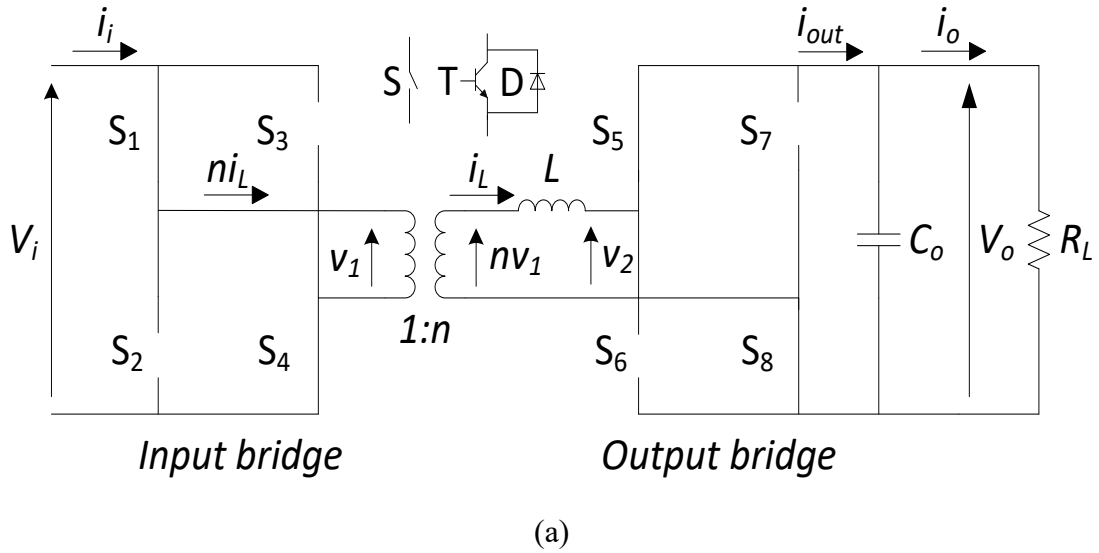 i_i
i_out
i_o
S T D
S_1 S_3 S_5 S_7
ni_L i_L L
V_i v_1 nv_1 v_2 C_o V_o R_L
1:n
S_2 S_4 S_6 S_8
Input bridge
Output bridge
(a)